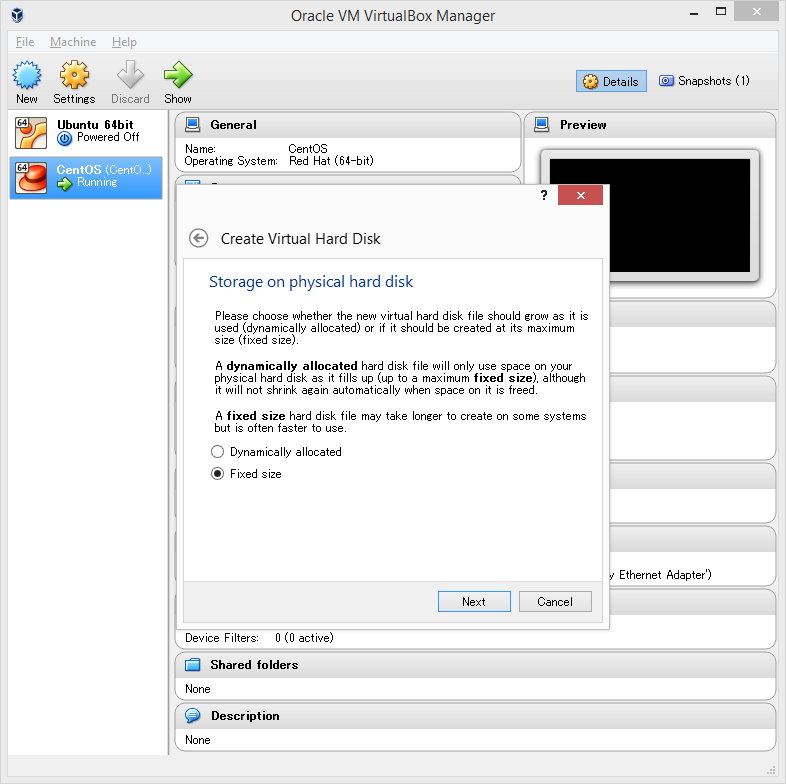 Oracle VM VirtualBox Manager
File Machine Help
New Settings Discard Show
Details Snapshots (1)
64 Ubuntu 64bit
Powered Off
64 CentOS (CentO...)
Running
General
Name: CentOS
Operating System: Red Hat (64-bit)
Preview
?
Create Virtual Hard Disk
Storage on physical hard disk
Please choose whether the new virtual hard disk file should grow as it is
used (dynamically allocated) or if it should be created at its maximum
size (fixed size).
A dynamically allocated hard disk file will only use space on your
physical hard disk as it fills up (up to a maximum fixed size), although
it will not shrink again automatically when space on it is freed.
A fixed size hard disk file may take longer to create on some systems
but is often faster to use.
Dynamically allocated
Fixed size
Next Cancel
y Ethernet Adapter')
Device Filters: 0 (0 active)
Shared folders
None
Description
None